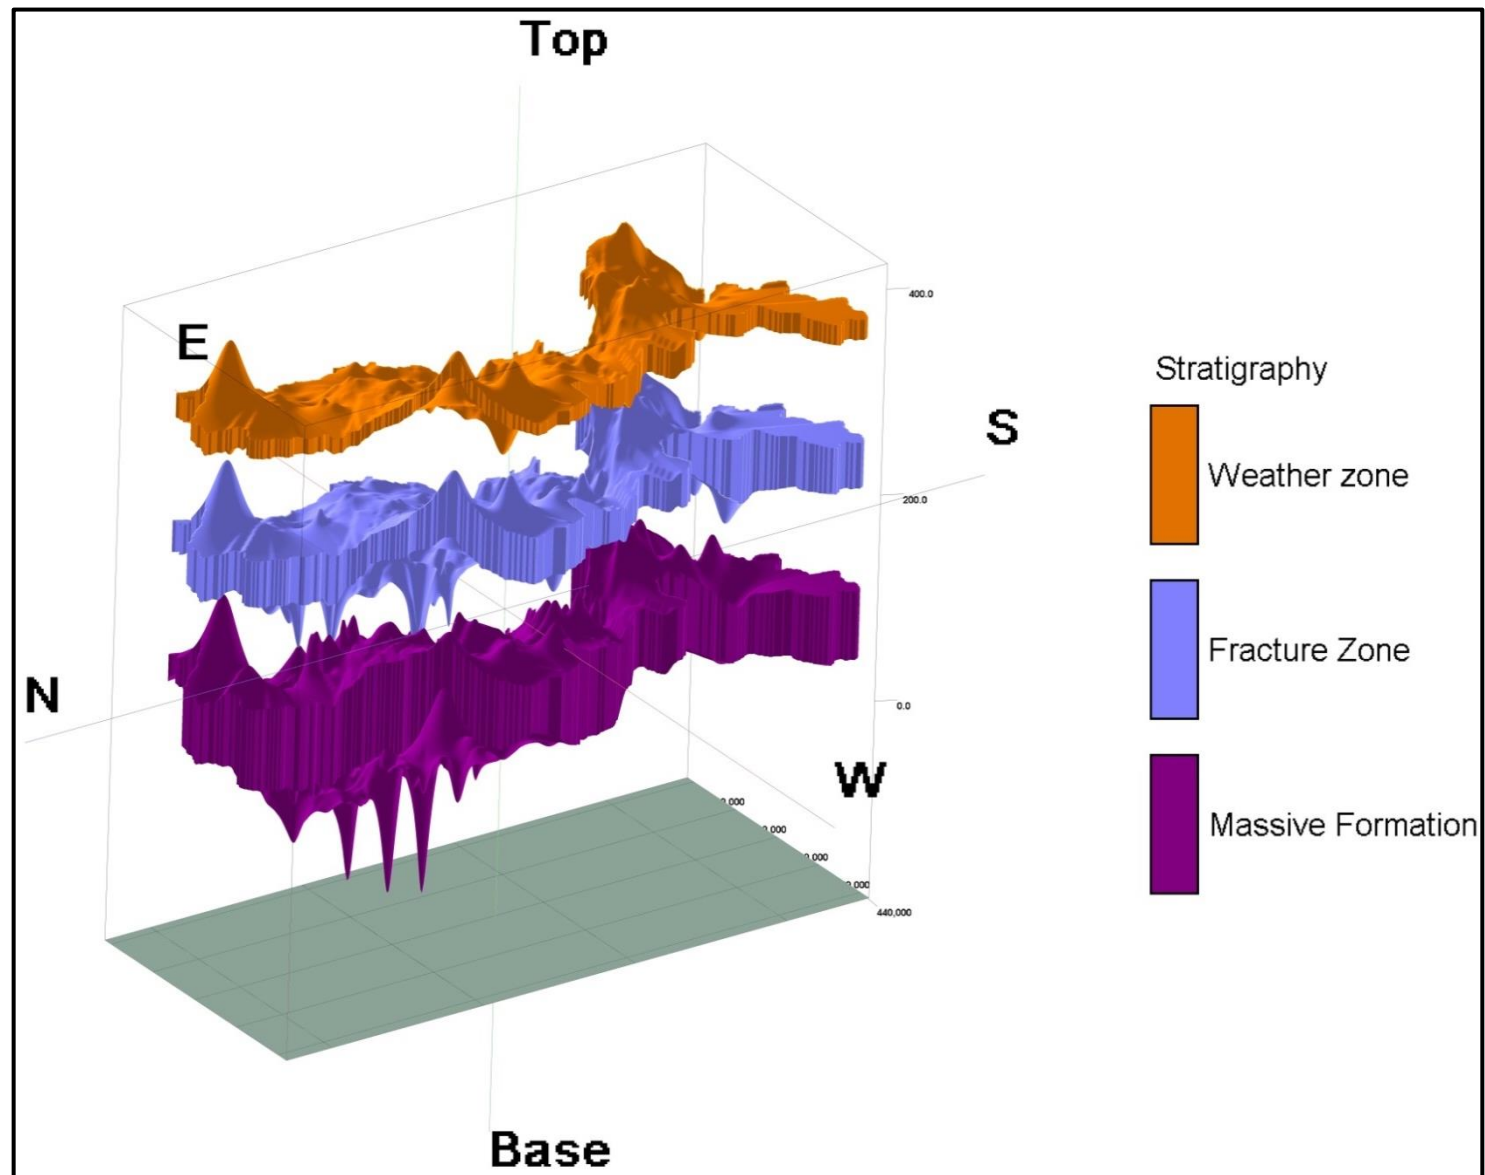 Top
E
400.0
Stratigraphy
S
Weather zone
200.0
Fracture Zone
N
0.0
W
Massive Formation
440,000
Base